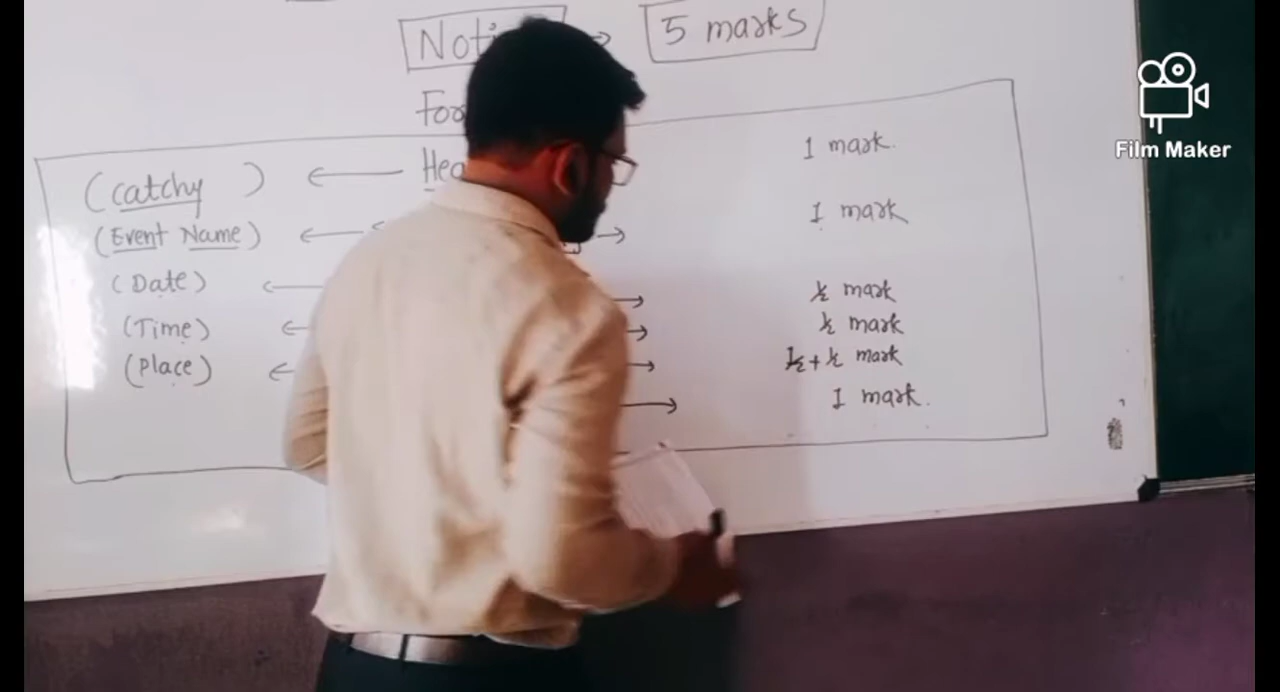 5 marks
1 mark.
(catchy )
1 mark
(Event Name)
(Date)
½ mark
(Time)
½ mark
(Place)
½+½ mark
1 mark.
Film Maker